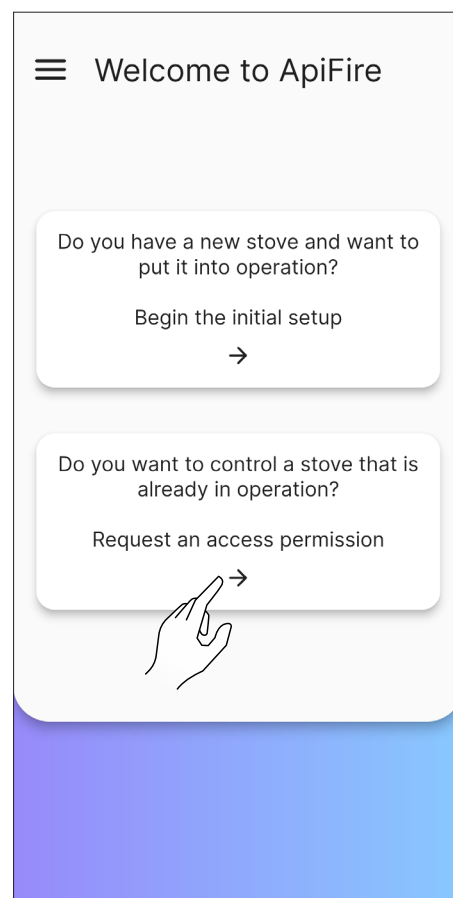 Welcome to ApiFire
Do you have a new stove and want to
put it into operation?
Begin the initial setup
Do you want to control a stove that is
already in operation?
Request an access permission